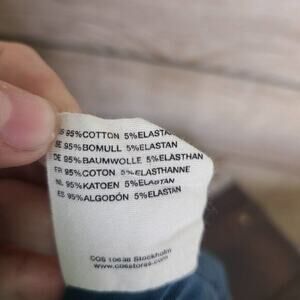 95%COTTON 5%ELASTAN
SE 95%BOMULL 5%ELASTAN
DE 95%BAUMWOLLE 5%ELASTHAN
FR 95%COTON 5%ELASTHANNE
NL 95%KATOEN 5%ELASTAN
ES 95%ALGODÓN 5%ELASTAN
COS 10638 Stockholm
www.cosstores.com